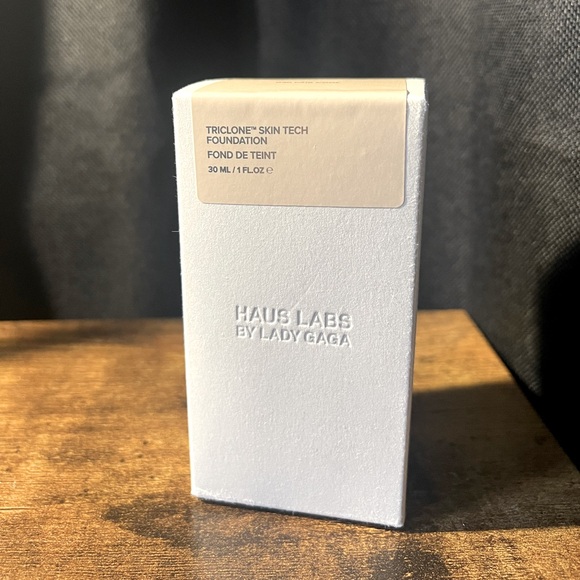 TRICLONE™ SKIN TECH
FOUNDATION
FOND DE TEINT
30 ML / 1 FL.OZ ℮
HAUS LABS
BY LADY GAGA